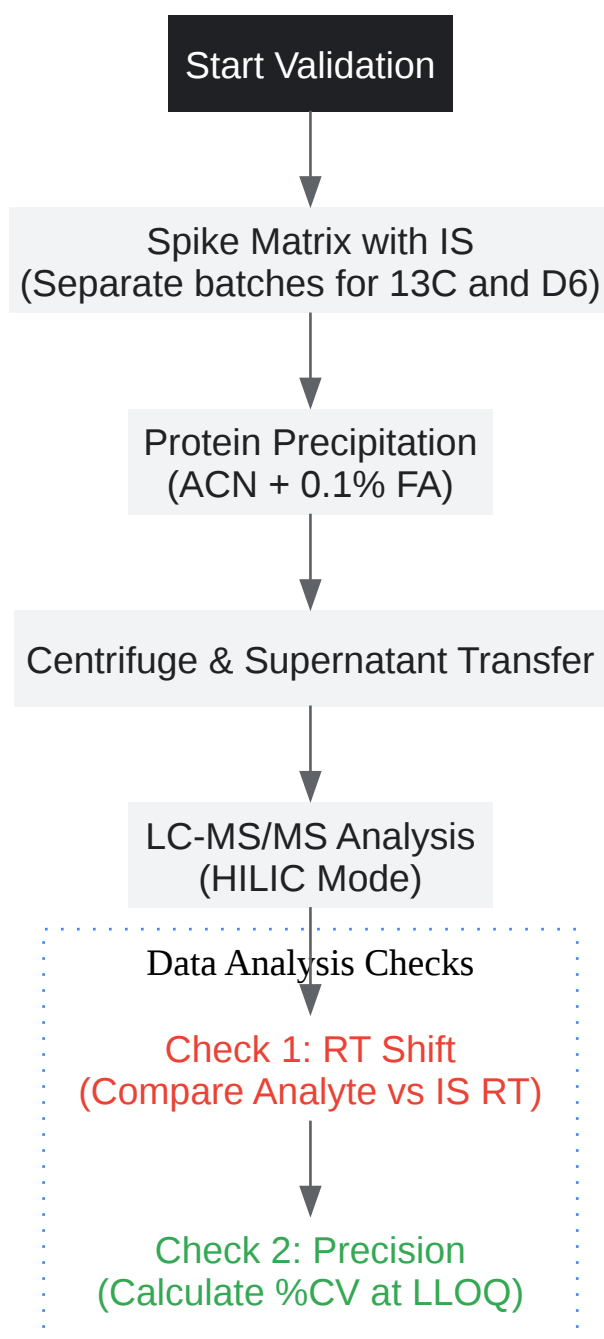 Start Validation
Spike Matrix with IS
(Separate batches for 13C and D6)
Protein Precipitation
(ACN + 0.1% FA)
Centrifuge & Supernatant Transfer
LC-MS/MS Analysis
(HILIC Mode)
Data Analysis Checks
Check 1: RT Shift
(Compare Analyte vs IS RT)
Check 2: Precision
(Calculate %CV at LLOQ)